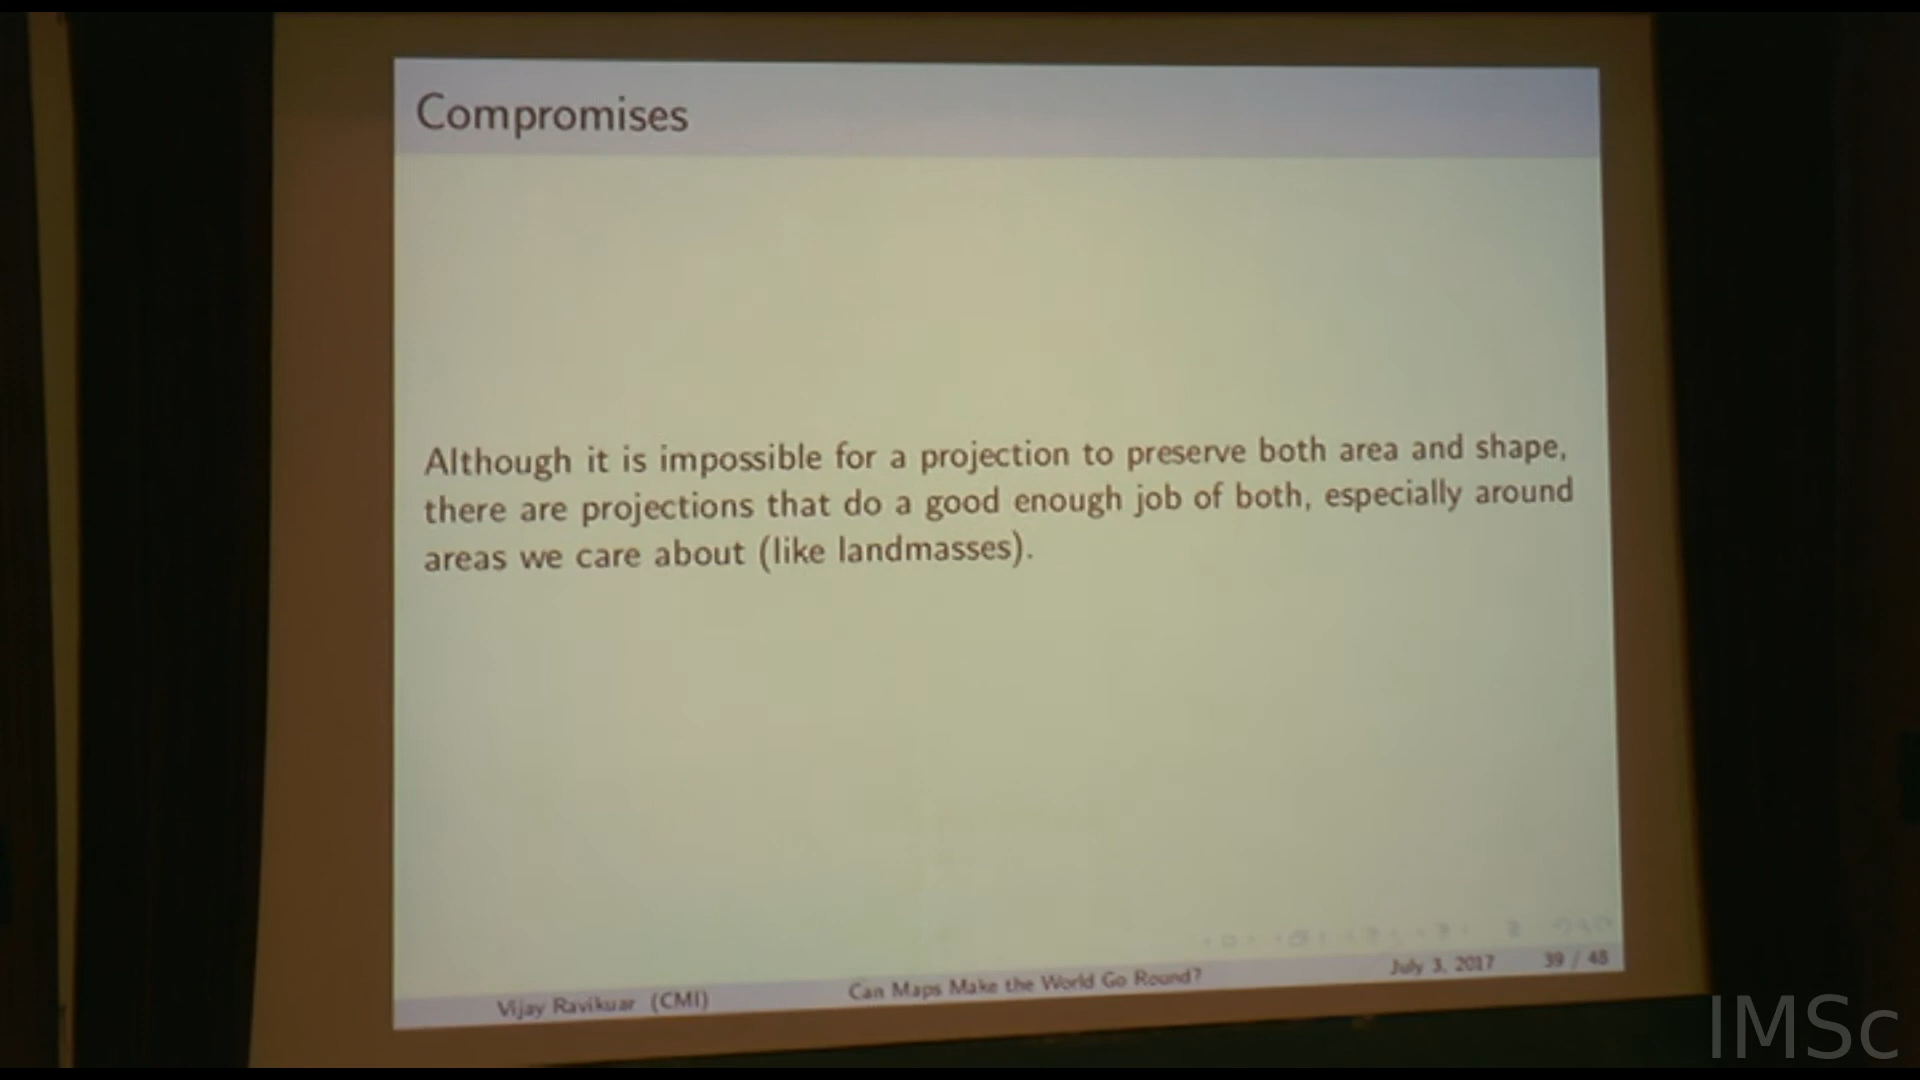 Compromises
Although it is impossible for a projection to preserve both area and shape,
there are projections that do a good enough job of both, especially around
areas we care about (like landmasses).
Vijay Ravikuar (CMI) Can Maps Make the World Go Round? July 3, 2017 39 / 48
IMSc